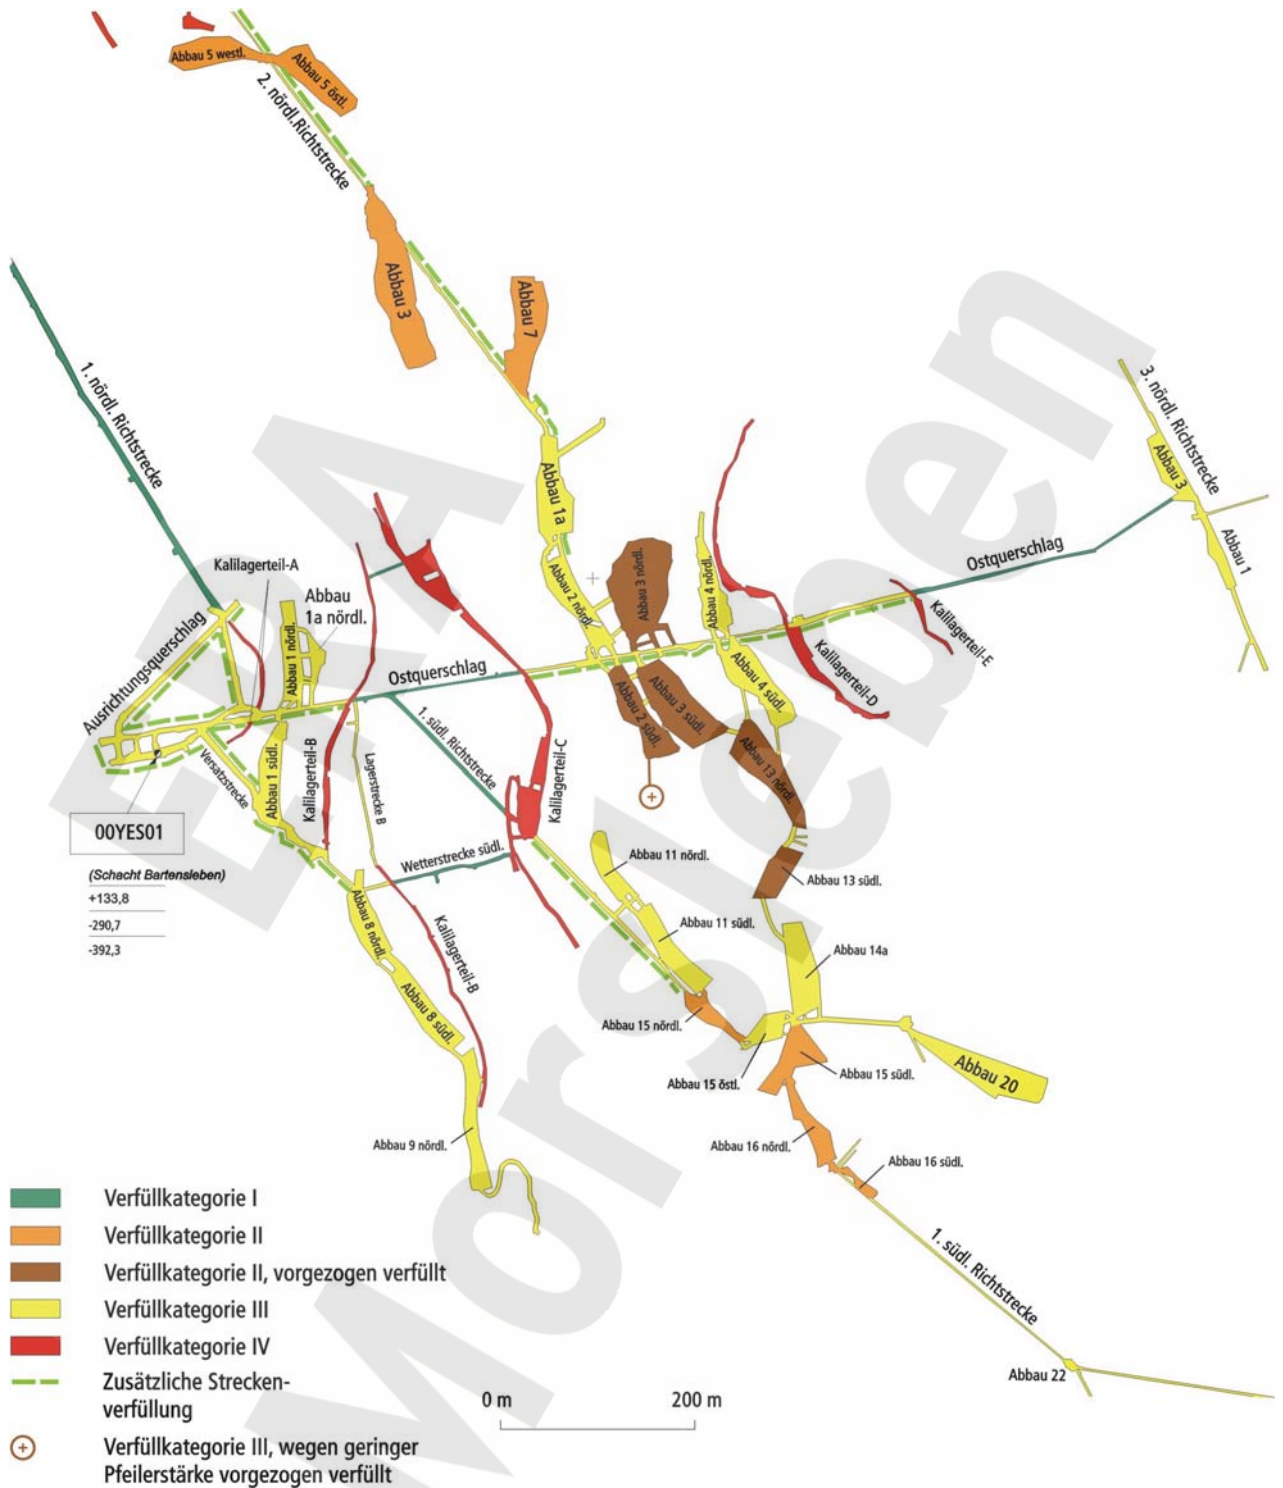 Abbau 5 westl.
Abbau 5 östl.
2. nördl.Richtstrecke
Abbau 3
Abbau 7
1. nördl. Richtstrecke
3. nördl. Richtstrecke
Abbau 3
Abbau 1
Abbau 1a
Ostquerschlag
Kalilagerteil-A
Abbau
1a nördl.
Abbau 2 nördl.
Abbau 3 nördl.
Abbau 4 nördl.
Kalilagerteil-E
Ausrichtungsquerschlag
Abbau 1 nördl.
Ostquerschlag
Kalilagerteil-D
Abbau 4 südl.
Abbau 3 südl.
Abbau 2 südl.
1. südl. Richtstrecke
Versatzstrecke
Abbau 1 südl.
Kalilagerteil-B
Lagerstrecke B
Kalilagerteil-C
Abbau 13 nördl.
00YES01
(Schacht Bartensleben)
+133,8
-290,7
-392,3
Wetterstrecke südl.
Abbau 11 nördl.
Abbau 13 südl.
Abbau 8 nördl.
Kalilagerteil-B
Abbau 11 südl.
Abbau 14a
Abbau 8 südl.
Abbau 15 nördl.
Abbau 15 östl.
Abbau 15 südl.
Abbau 20
Abbau 9 nördl.
Abbau 16 nördl.
Abbau 16 südl.
1. südl. Richtstrecke
Abbau 22
Verfüllkategorie I
Verfüllkategorie II
Verfüllkategorie II, vorgezogen verfüllt
Verfüllkategorie III
Verfüllkategorie IV
Zusätzliche Strecken-
verfüllung
Verfüllkategorie III, wegen geringer
Pfeilerstärke vorgezogen verfüllt
0 m 200 m
ERA
Morsleben